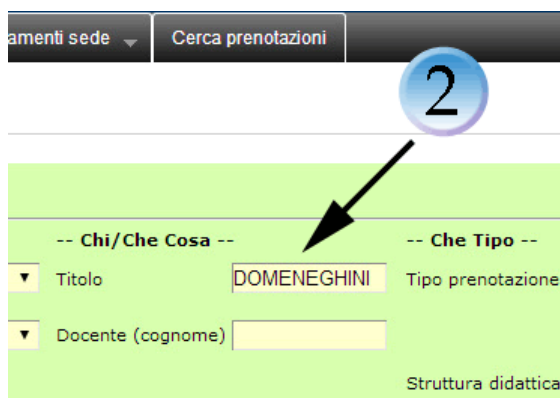 amenti sede Cerca prenotazioni
2
-- Chi/Che Cosa -- -- Che Tipo --
Titolo DOMENEGHINI Tipo prenotazione
Docente (cognome)
Struttura didattica